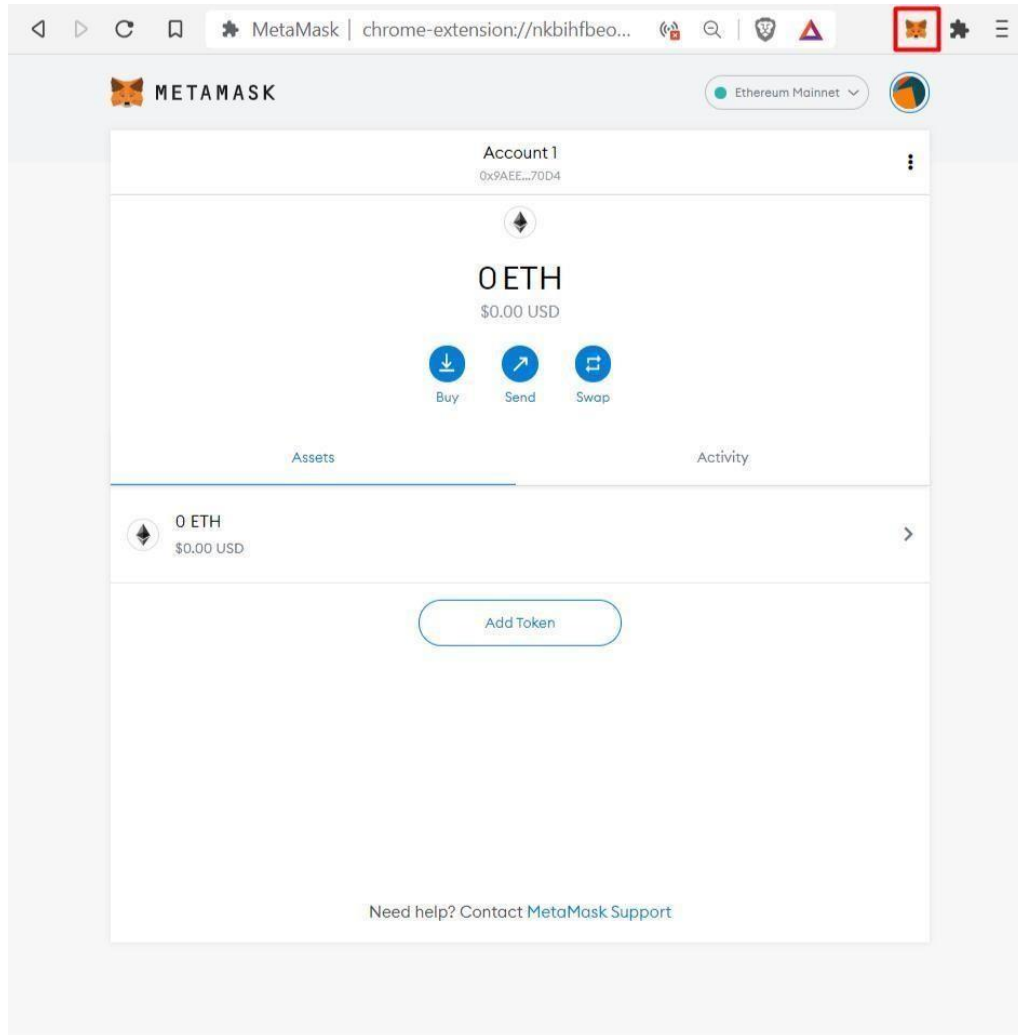 MetaMask | chrome-extension://nkbihfbeo...
METAMASK
Ethereum Mainnet
Account 1
0x9AEE...70D4
0 ETH
$0.00 USD
Buy Send Swap
Assets Activity
0 ETH
$0.00 USD
Add Token
Need help? Contact MetaMask Support